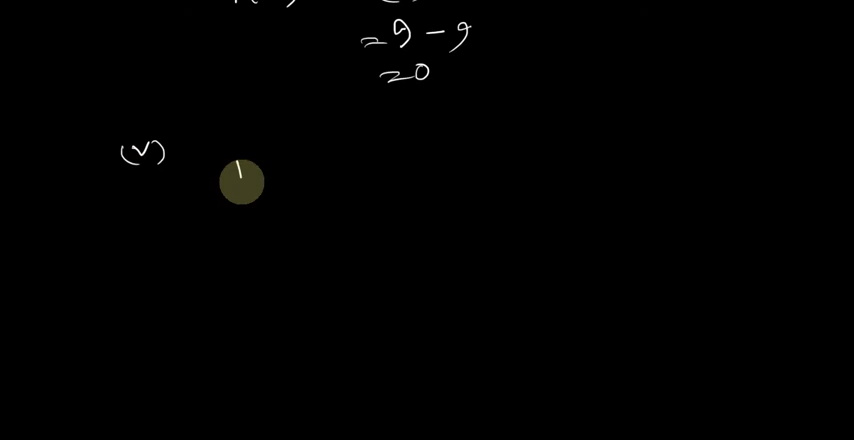 = 9 - 9
= 0
(v)